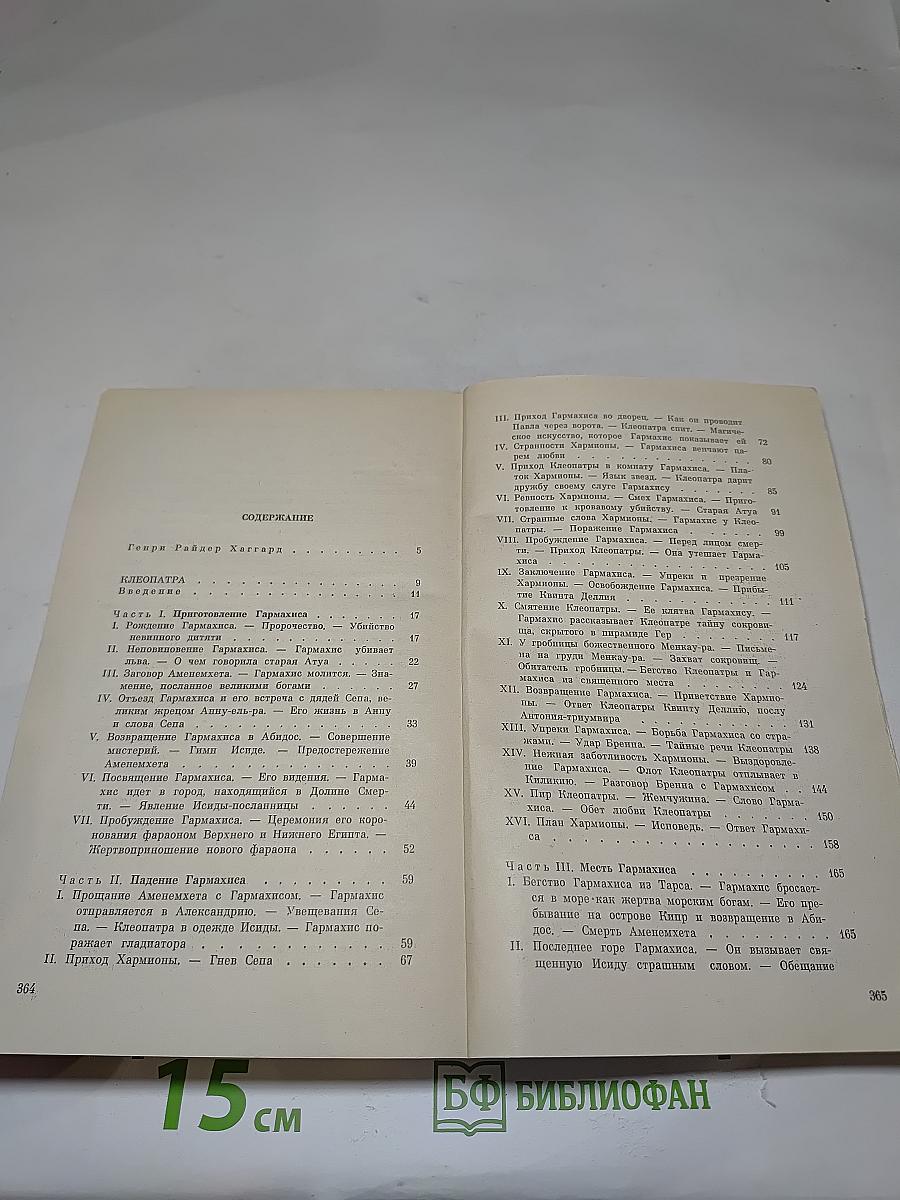 СОДЕРЖАНИЕ
Генри Райдер Хаггард . . . . . . . . . 5
КЛЕОПАТРА . . . . . . . . . . . . . 9
Введение . . . . . . . . . . . . . 11
Часть I. Приготовление Гармахиса . . . . . . . 17
I. Рождение Гармахиса. — Пророчество. — Убийство
невинного дитяти . . . . . . . . . . 17
II. Неповиновение Гармахиса. — Гармахис убивает
льва. — О чем говорила старая Атуа . . . . . 22
III. Заговор Аменемхета. — Гармахис молится. — Зна-
мение, посланное великими богами . . . . . . 27
IV. Отъезд Гармахиса и его встреча с дядей Сепа, ве-
ликим жрецом Анну-ель-ра. — Его жизнь в Анну
и слова Сепа . . . . . . . . . . . . 33
V. Возвращение Гармахиса в Абидос. — Совершение
мистерий. — Гимн Исиде. — Предостережение
Аменемхета . . . . . . . . . . . . 39
VI. Посвящение Гармахиса. — Его видения. — Гарма-
хис идет в город, находящийся в Долине Смер-
ти. — Явление Исиды-посланницы . . . . . . 44
VII. Пробуждение Гармахиса. — Церемония его коро-
нования фараоном Верхнего и Нижнего Египта. —
Жертвоприношение нового фараона . . . . . . 52
Часть II. Падение Гармахиса . . . . . . . . . 59
I. Прощание Аменемхета с Гармахисом. — Гармахис
отправляется в Александрию. — Увещевания Се-
па. — Клеопатра в одежде Исиды. — Гармахис по-
ражает гладиатора . . . . . . . . . . . 59
II. Приход Хармионы. — Гнев Сепа . . . . . . . 67
364
III. Приход Гармахиса во дворец. — Как он проводит
Павла через ворота. — Клеопатра спит. — Магиче-
ское искусство, которое Гармахис показывает ей 72
IV. Странности Хармионы. — Гармахиса венчают ца-
рем любви . . . . . . . . . . . . . 80
V. Приход Клеопатры в комнату Гармахиса. — Пла-
ток Хармионы. — Язык звезд. — Клеопатра дарит
дружбу своему слуге Гармахису . . . . . . . 85
VI. Ревность Хармионы. — Смех Гармахиса. — Приго-
товление к кровавому убийству. — Старая Атуа 91
VII. Странные слова Хармионы. — Гармахис у Клео-
патры. — Поражение Гармахиса . . . . . . . 99
VIII. Пробуждение Гармахиса. — Перед лицом смер-
ти. — Приход Клеопатры. — Она утешает Гарма-
хиса . . . . . . . . . . . . . . . 105
IX. Заключение Гармахиса. — Упреки и презрение
Хармионы. — Освобождение Гармахиса. — Прибы-
тие Квинта Деллия . . . . . . . . . . 111
X. Смятение Клеопатры. — Ее клятва Гармахису. —
Гармахис рассказывает Клеопатре тайну сокрови-
ща, скрытого в пирамиде Гер . . . . . . . 117
XI. У гробницы божественного Менкау-ра. — Письме-
на на груди Менкау-ра. — Захват сокровищ. —
Обитатель гробницы. — Бегство Клеопатры и Гар-
махиса из священного места . . . . . . . 124
XII. Возвращение Гармахиса. — Приветствие Хармио-
ны. — Ответ Клеопатры Квинту Деллию, послу
Антония-триумвира . . . . . . . . . . 131
XIII. Упреки Гармахиса. — Борьба Гармахиса со стра-
жами. — Удар Бренна. — Тайные речи Клеопатры 138
XIV. Нежная заботливость Хармионы. — Выздоровле-
ние Гармахиса. — Флот Клеопатры отплывает в
Киликию. — Разговор Бренна с Гармахисом . . 144
XV. Пир Клеопатры. — Жемчужина. — Слово Гарма-
хиса. — Обет любви Клеопатры . . . . . . . 150
XVI. План Хармионы. — Исповедь. — Ответ Гармахи-
са . . . . . . . . . . . . . . . . 158
Часть III. Месть Гармахиса . . . . . . . . . 165
I. Бегство Гармахиса из Тарса. — Гармахис бросает-
ся в море как жертва морским богам. — Его пре-
бывание на острове Кипр и возвращение в Аби-
дос. — Смерть Аменемхета . . . . . . . . 165
II. Последнее горе Гармахиса. — Он вызывает свя-
щенную Исиду страшным словом. — Обещание
365
15 см
БФ БИБЛИОФАН